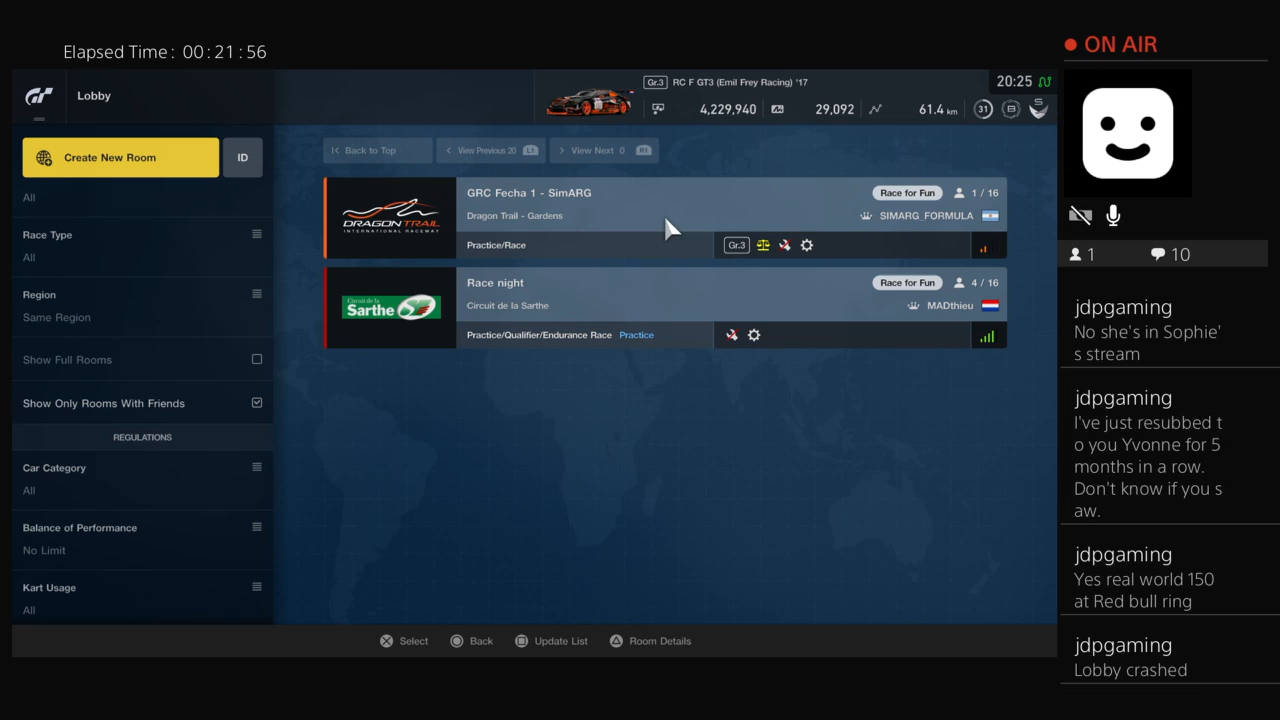 Elapsed Time: 00:21:56
ON AIR
GT
Lobby
Gr.3 RC F GT3 (Emil Frey Racing) '17
20:25
4,229,940 29,092 61.4 km 31 B S
Create New Room
ID
Back to Top
View Previous 20 L1
View Next 0 R1
All
Race Type
All
Region
Same Region
Show Full Rooms
Show Only Rooms With Friends
REGULATIONS
Car Category
All
Balance of Performance
No Limit
Kart Usage
All
DRAGON TRAIL
INTERNATIONAL RACEWAY
GRC Fecha 1 - SimARG
Race for Fun 1 / 16
Dragon Trail - Gardens
SIMARG_FORMULA
Practice/Race
Gr.3
Circuit de la
Sarthe
Race night
Race for Fun 4 / 16
Circuit de la Sarthe
MADthieu
Practice/Qualifier/Endurance Race Practice
Select Back Update List Room Details
1 10
jdpgaming
No she's in Sophie'
s stream
jdpgaming
I've just resubbed t
o you Yvonne for 5
months in a row.
Don't know if you s
aw.
jdpgaming
Yes real world 150
at Red bull ring
jdpgaming
Lobby crashed